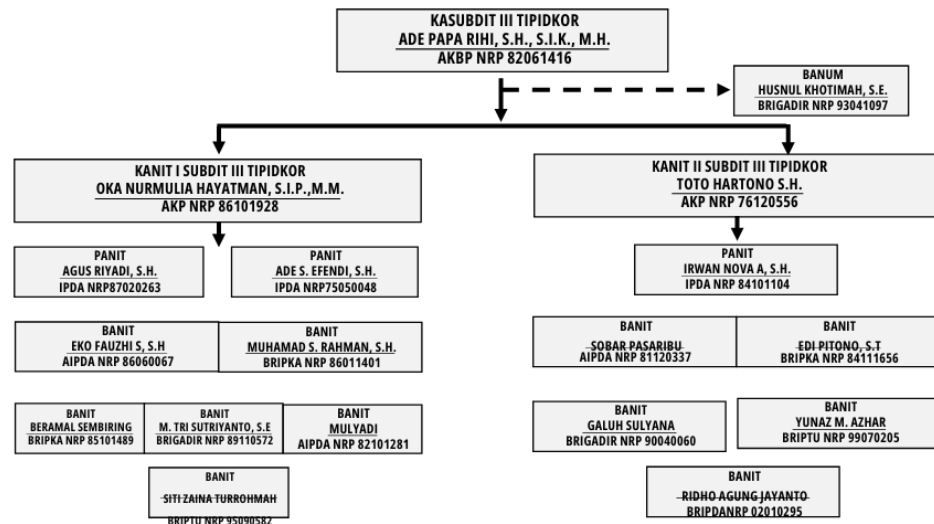 KASUBDIT III TIPIDKOR
ADE PAPA RIHI, S.H., S.I.K., M.H.
AKBP NRP 82061416
BANUM
HUSNUL KHOTIMAH, S.E.
BRIGADIR NRP 93041097
KANIT I SUBDIT III TIPIDKOR
OKA NURMULIA HAYATMAN, S.I.P.,M.M.
AKP NRP 86101928
KANIT II SUBDIT III TIPIDKOR
TOTO HARTONO S.H.
AKP NRP 76120556
PANIT
AGUS RIYADI, S.H.
IPDA NRP87020263
PANIT
ADE S. EFENDI, S.H.
IPDA NRP75050048
PANIT
IRWAN NOVA A, S.H.
IPDA NRP 84101104
BANIT
EKO FAUZHI S, S.H
AIPDA NRP 86060067
BANIT
MUHAMAD S. RAHMAN, S.H.
BRIPKA NRP 86011401
BANIT
SOBAR PASARIBU
AIPDA NRP 81120337
BANIT
EDI PITONO, S.T
BRIPKA NRP 84111656
BANIT
BERAMAL SEMBIRING
BRIPKA NRP 85101489
BANIT
M. TRI SUTRIYANTO, S.E
BRIGADIR NRP 89110572
BANIT
MULYADI
AIPDA NRP 82101281
BANIT
GALUH SULYANA
BRIGADIR NRP 90040060
BANIT
YUNAZ M. AZHAR
BRIPTU NRP 99070205
BANIT
SITI ZAINA TURROHMAH
BRIPTU NRP 95090582
BANIT
RIDHO AGUNG JAYANTO
BRIPDANRP 02010295